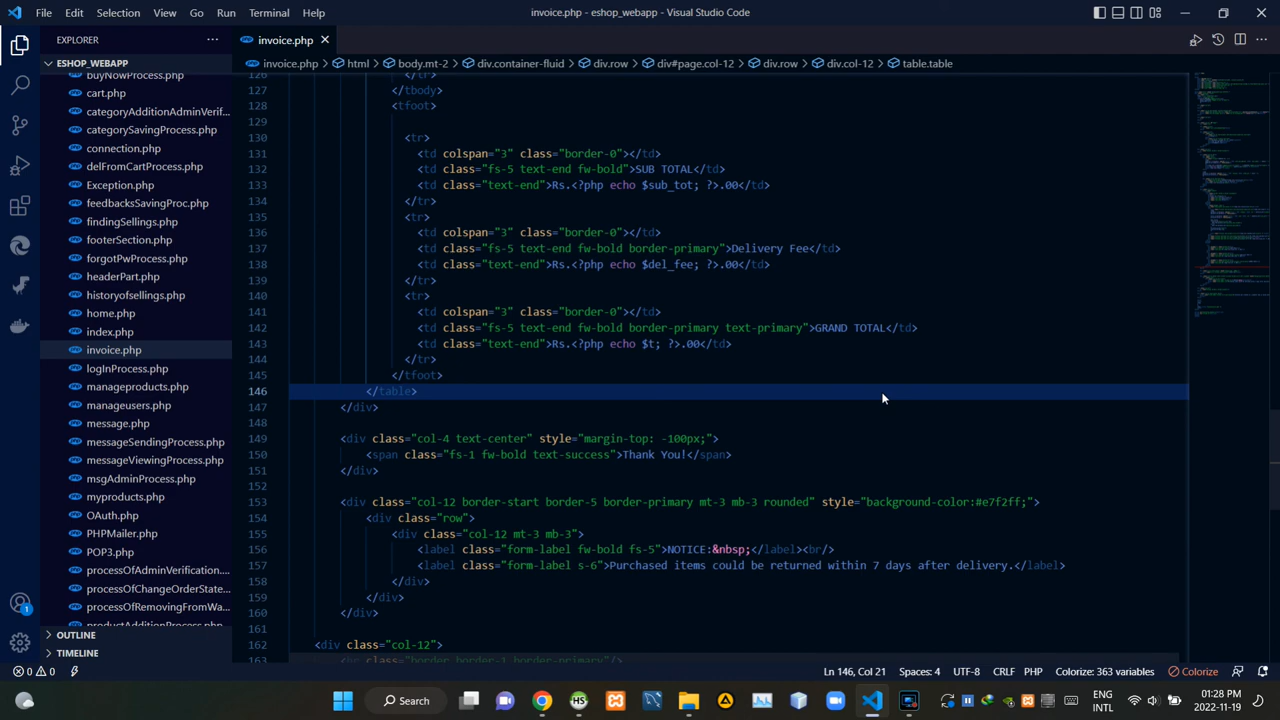 File Edit Selection View Go Run Terminal Help
invoice.php - eshop_webapp - Visual Studio Code
EXPLORER
invoice.php
ESHOP_WEBAPP
invoice.php > html > body.mt-2 > div.container-fluid > div.row > div#page.col-12 > div.row > div.col-12 > table.table
buyNowProcess.php
cart.php
categoryAdditionAdminVerif...
categorySavingProcess.php
connection.php
delFromCartProcess.php
Exception.php
feedbacksSavingProc.php
findingSellings.php
footerSection.php
forgotPwProcess.php
headerPart.php
historyofsellings.php
home.php
index.php
invoice.php
logInProcess.php
manageproducts.php
manageusers.php
message.php
messageSendingProcess.php
messageViewingProcess.php
msgAdminProcess.php
myproducts.php
OAuth.php
PHPMailer.php
POP3.php
processOfAdminVerification.
processOfChangeOrderState...
processOfRemovingFromWa...
productAdditionProcess.php
OUTLINE
TIMELINE
126 </tr>
127 </tbody>
128 <tfoot>
129
130 <tr>
131 <td colspan="3" class="border-0"></td>
132 <td class="fs-5 text-end fw-bold">SUB TOTAL</td>
133 <td class="text-end">Rs.<?php echo $sub_tot; ?>.00</td>
134 </tr>
135 <tr>
136 <td colspan="3" class="border-0"></td>
137 <td class="fs-5 text-end fw-bold border-primary">Delivery Fee</td>
138 <td class="text-end">Rs.<?php echo $del_fee; ?>.00</td>
139 </tr>
140 <tr>
141 <td colspan="3" class="border-0"></td>
142 <td class="fs-5 text-end fw-bold border-primary text-primary">GRAND TOTAL</td>
143 <td class="text-end">Rs.<?php echo $t; ?>.00</td>
144 </tr>
145 </tfoot>
146 </table>
147 </div>
148
149 <div class="col-4 text-center" style="margin-top: -100px;">
150 <span class="fs-1 fw-bold text-success">Thank You!</span>
151 </div>
152
153 <div class="col-12 border-start border-5 border-primary mt-3 mb-3 rounded" style="background-color:#e7f2ff;">
154 <div class="row">
155 <div class="col-12 mt-3 mb-3">
156 <label class="form-label fw-bold fs-5">NOTICE:&nbsp;</label><br/>
157 <label class="form-label s-6">Purchased items could be returned within 7 days after delivery.</label>
158 </div>
159 </div>
160 </div>
161
162 <div class="col-12">
163 <hr class="border border-1 border-primary"/>
0 0 Ln 146, Col 21 Spaces: 4 UTF-8 CRLF PHP Colorize: 363 variables Colorize
1
Search
ENG
INTL
01:28 PM
2022-11-19